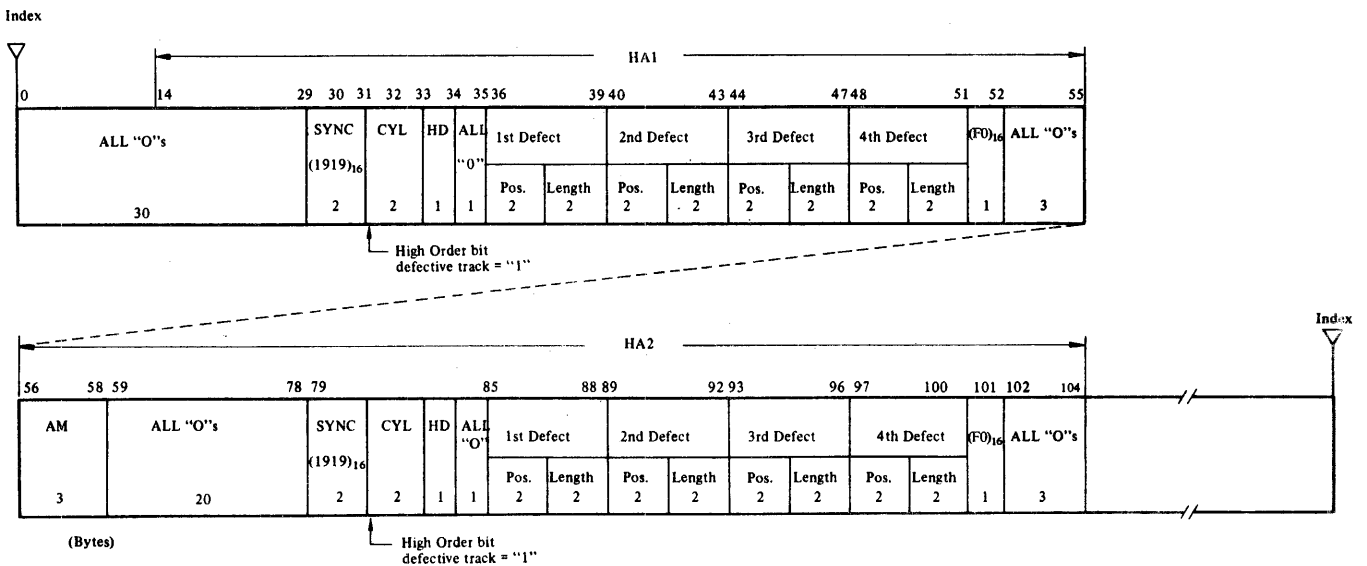 Index
HA1
0 14 29 30 31 32 33 34 35 36 39 40 43 44 47 48 51 52 55
ALL "O"s
30
SYNC
(1919)16
2
CYL
2
HD
1
ALL
"0"
1
1st Defect
Pos.
2
Length
2
2nd Defect
Pos.
2
Length
2
3rd Defect
Pos.
2
Length
2
4th Defect
Pos.
2
Length
2
(F0)16
1
ALL "O"s
3
High Order bit
defective track = "1"
Index
HA2
56 58 59 78 79 85 88 89 92 93 96 97 100 101 102 104
AM
3
ALL "O"s
20
SYNC
(1919)16
2
CYL
2
HD
1
ALL
"O"
1
1st Defect
Pos.
2
Length
2
2nd Defect
Pos.
2
Length
2
3rd Defect
Pos.
2
Length
2
4th Defect
Pos.
2
Length
2
(F0)16
1
ALL "O"s
3
(Bytes)
High Order bit
defective track = "1"